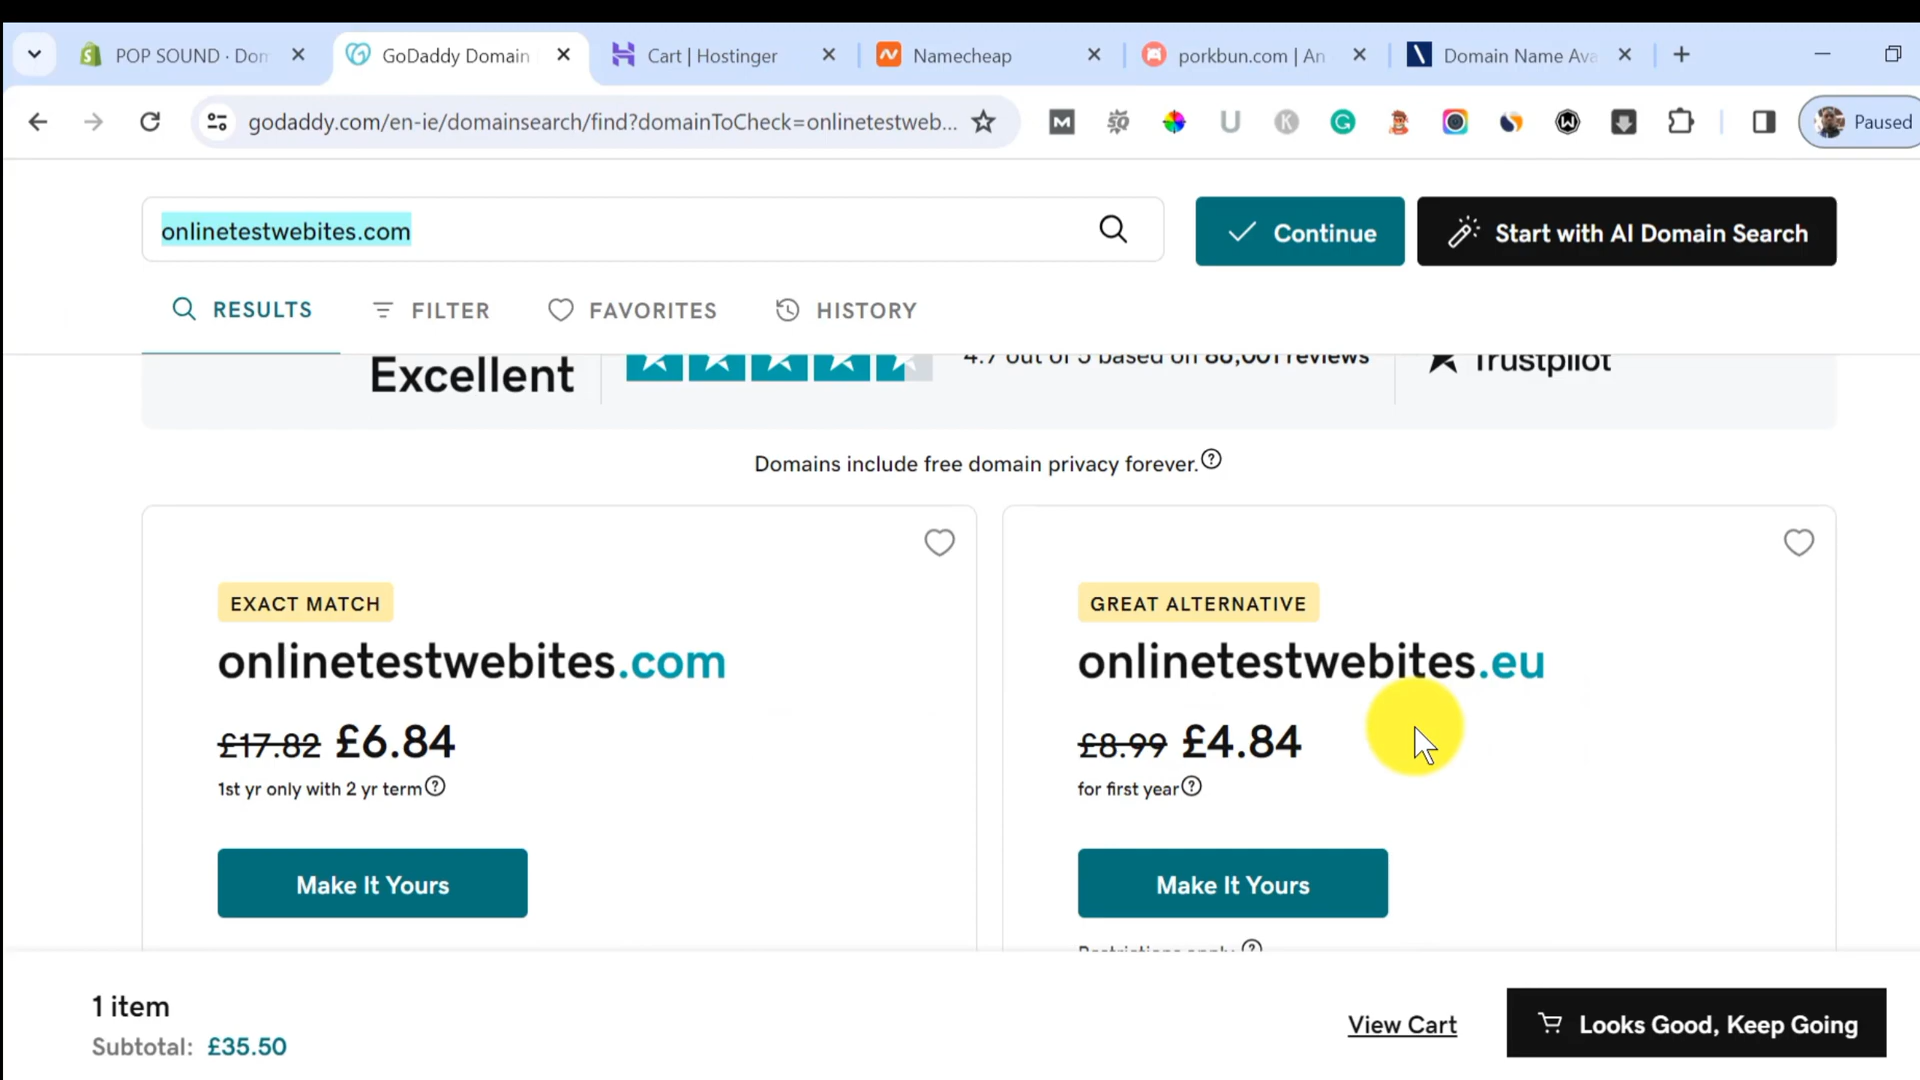 POP SOUND · Dom
GoDaddy Domain
Cart | Hostinger
Namecheap
porkbun.com | An
Domain Name Ava
godaddy.com/en-ie/domainsearch/find?domainToCheck=onlinetestweb...
Paused
onlinetestwebites.com
Continue
Start with AI Domain Search
RESULTS
FILTER
FAVORITES
HISTORY
Excellent
4.7 out of 5 based on 86,001 reviews
Trustpilot
Domains include free domain privacy forever.
EXACT MATCH
onlinetestwebites.com
£17.82 £6.84
1st yr only with 2 yr term
Make It Yours
GREAT ALTERNATIVE
onlinetestwebites.eu
£8.99 £4.84
for first year
Make It Yours
Restrictions apply.
1 item
Subtotal: £35.50
View Cart
Looks Good, Keep Going